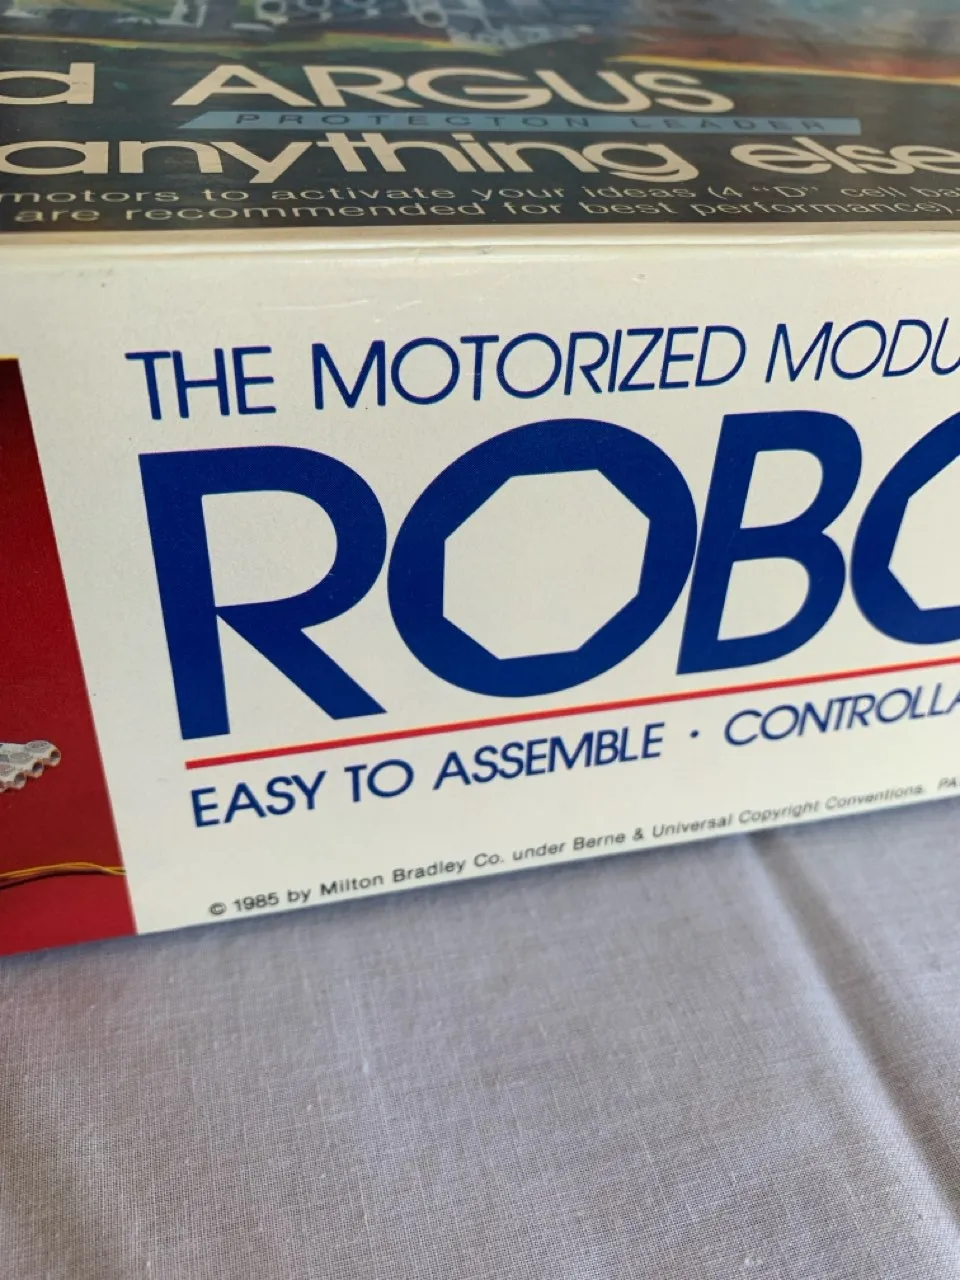 d ARGUS
PROTECTON LEADER
anything else
motors to activate your ideas (4 "D" cell ba
are recommended for best performance).
THE MOTORIZED MODU
ROBO
EASY TO ASSEMBLE · CONTROLLA
© 1985 by Milton Bradley Co. under Berne & Universal Copyright Conventions. PA